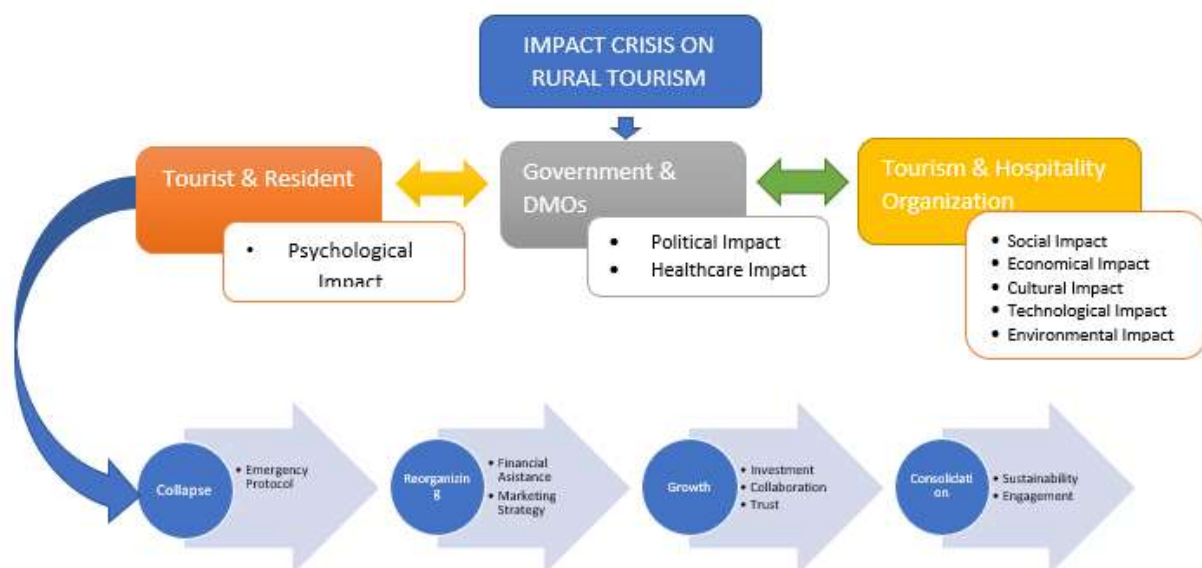 IMPACT CRISIS ON
RURAL TOURISM
Tourist & Resident
• Psychological
Impact
Government &
DMOs
• Political Impact
• Healthcare Impact
Tourism & Hospitality
Organization
• Social Impact
• Economical Impact
• Cultural Impact
• Technological Impact
• Environmental Impact
Collapse
• Emergency
Protocol
Reorganizin
g
• Financial
Asistance
• Marketing
Strategy
Growth
• Investment
• Collaboration
• Trust
Consolidati
on
• Sustainability
• Engagement